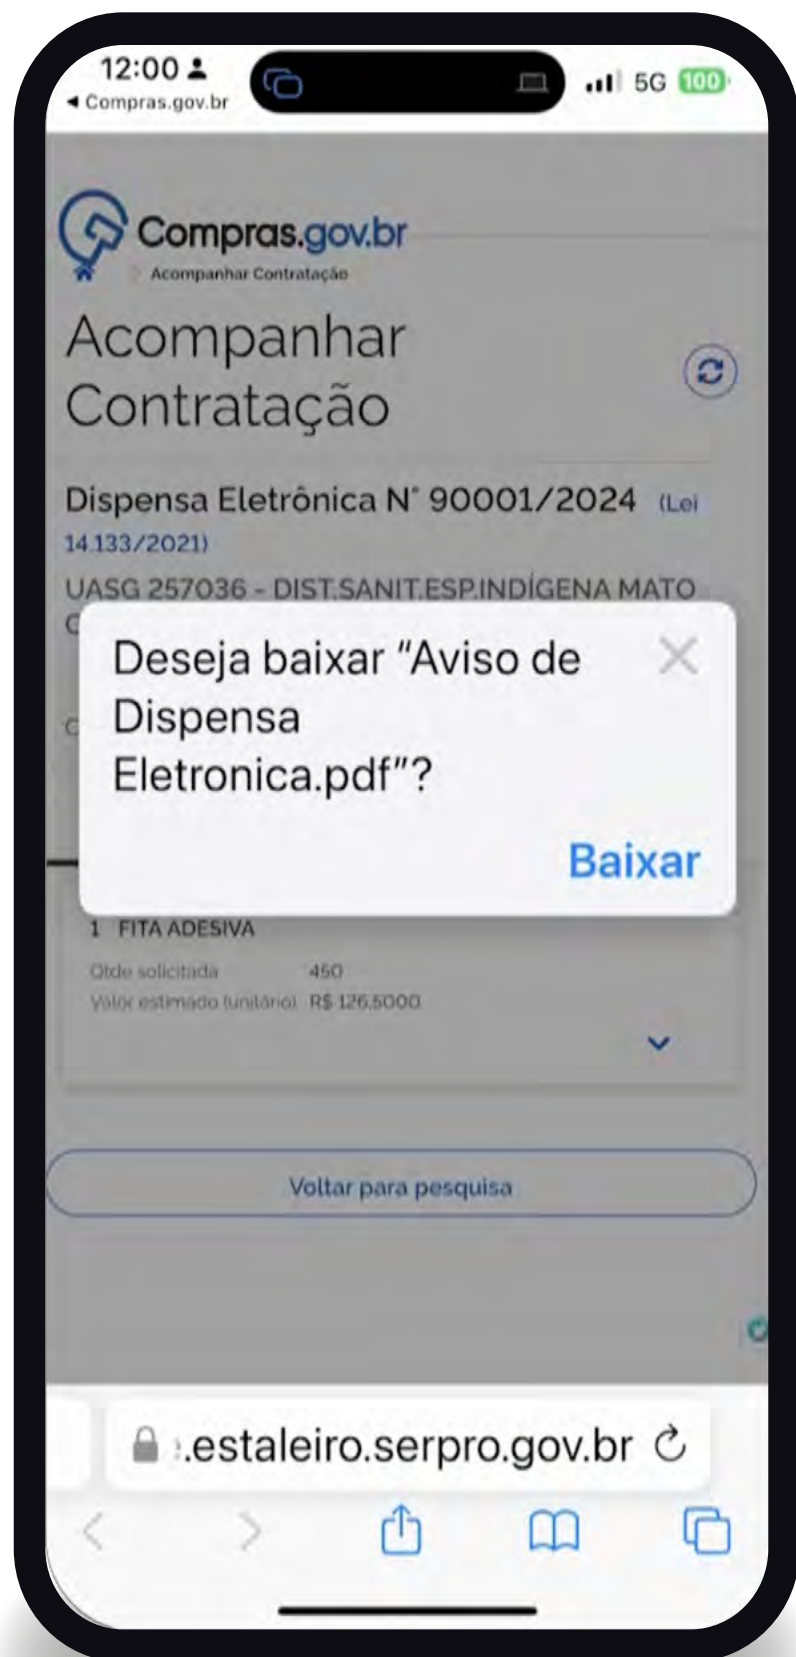 12:00
◀ Compras.gov.br
5G 100
Compras.gov.br
Acompanhar Contratação
Acompanhar
Contratação
Dispensa Eletrônica N° 90001/2024 (Lei
14.133/2021)
UASG 257036 - DIST.SANIT.ESP.INDÍGENA MATO
Deseja baixar "Aviso de
Dispensa
Eletronica.pdf"?
Baixar
1 FITA ADESIVA
Qtde solicitada 450
Valor estimado (unitário) R$ 126,5000
Voltar para pesquisa
.estaleiro.serpro.gov.br